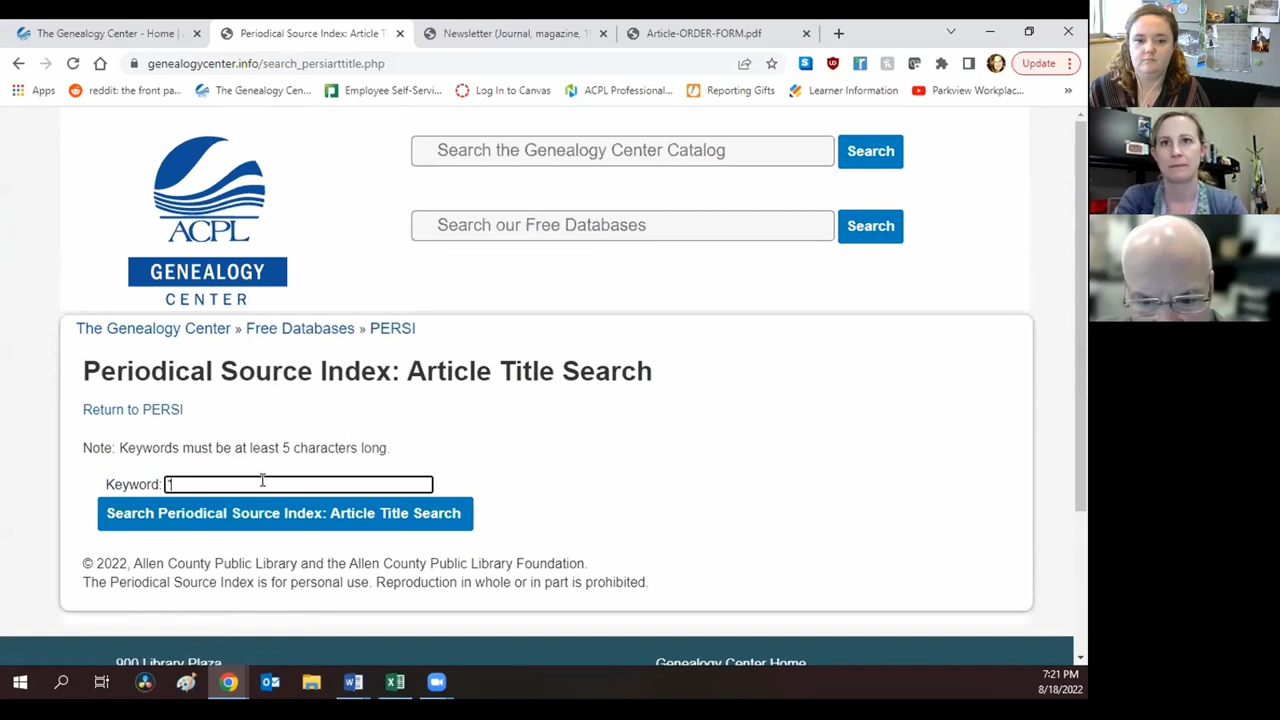 The Genealogy Center - Home |
Periodical Source Index: Article T
Newsletter (Journal, magazine, 1
Article-ORDER-FORM.pdf
genealogycenter.info/search_persiarttitle.php
Update
Apps
reddit: the front pa...
The Genealogy Cen...
Employee Self-Servi...
Log In to Canvas
ACPL Professional...
Reporting Gifts
Learner Information
Parkview Workplac...
»
Search the Genealogy Center Catalog
Search
Search our Free Databases
Search
ACPL
GENEALOGY
CENTER
The Genealogy Center » Free Databases » PERSI
Periodical Source Index: Article Title Search
Return to PERSI
Note: Keywords must be at least 5 characters long.
Keyword:
Search Periodical Source Index: Article Title Search
© 2022, Allen County Public Library and the Allen County Public Library Foundation.
The Periodical Source Index is for personal use. Reproduction in whole or in part is prohibited.
900 Library Plaza
Genealogy Center Home
7:21 PM
8/18/2022